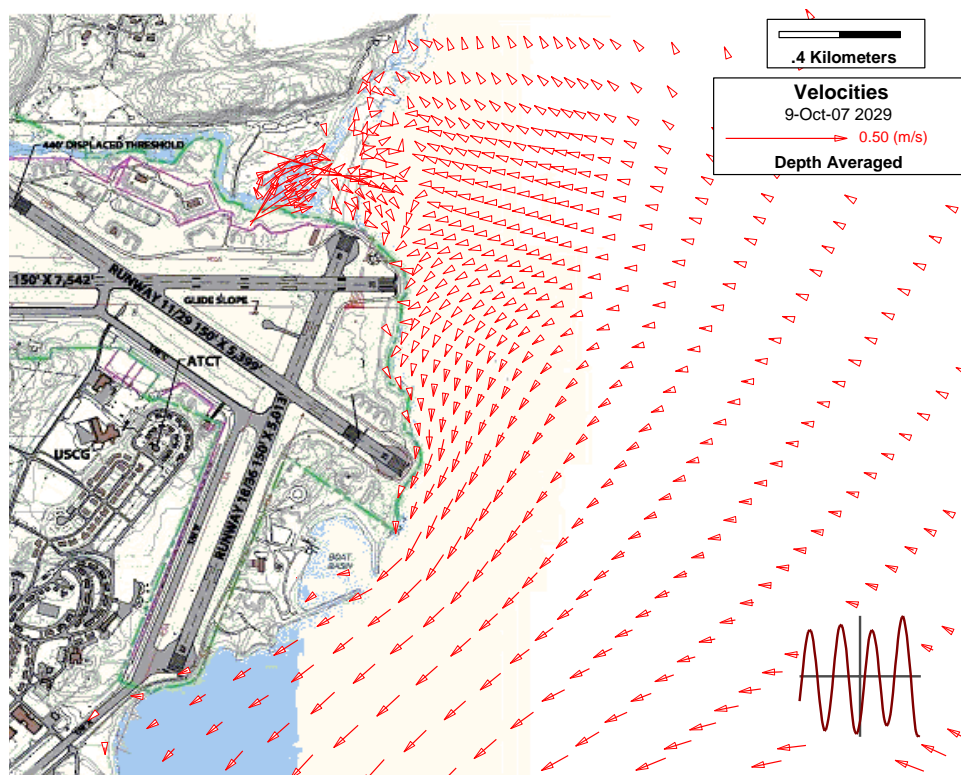 .4 Kilometers
Velocities
9-Oct-07 2029
0.50 (m/s)
Depth Averaged
440' DISPLACED THRESHOLD
150' X 7,542'
RUNWAY 11/29 150' X 5,399'
GLIDE SLOPE
ATCT
USCG
RUNWAY 18/36 150' X 5,013'
BOAT
BASIN